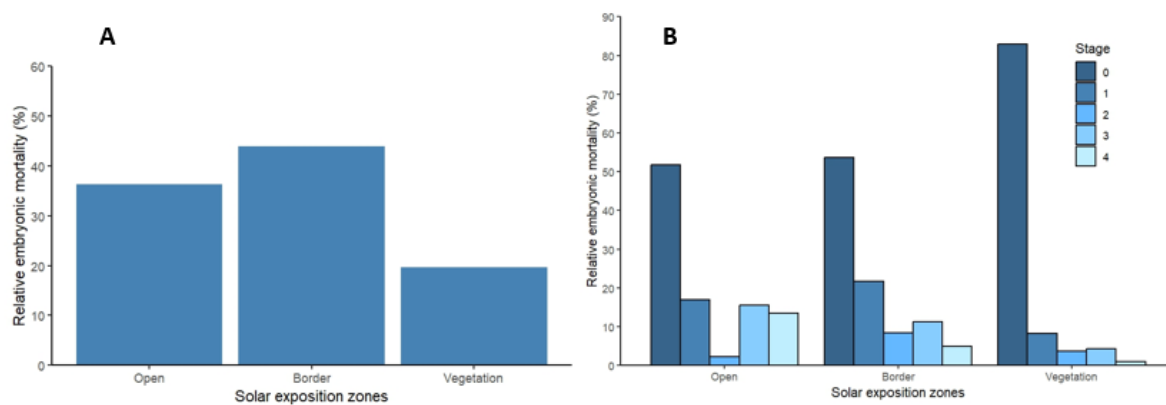 A
Relative embryonic mortality (%)
60
50
40
30
20
10
0
Open Border Vegetation
Solar exposition zones
B
Relative embryonic mortality (%)
90
80
70
60
50
40
30
20
10
0
Stage
0
1
2
3
4
Open Border Vegetation
Solar exposition zones